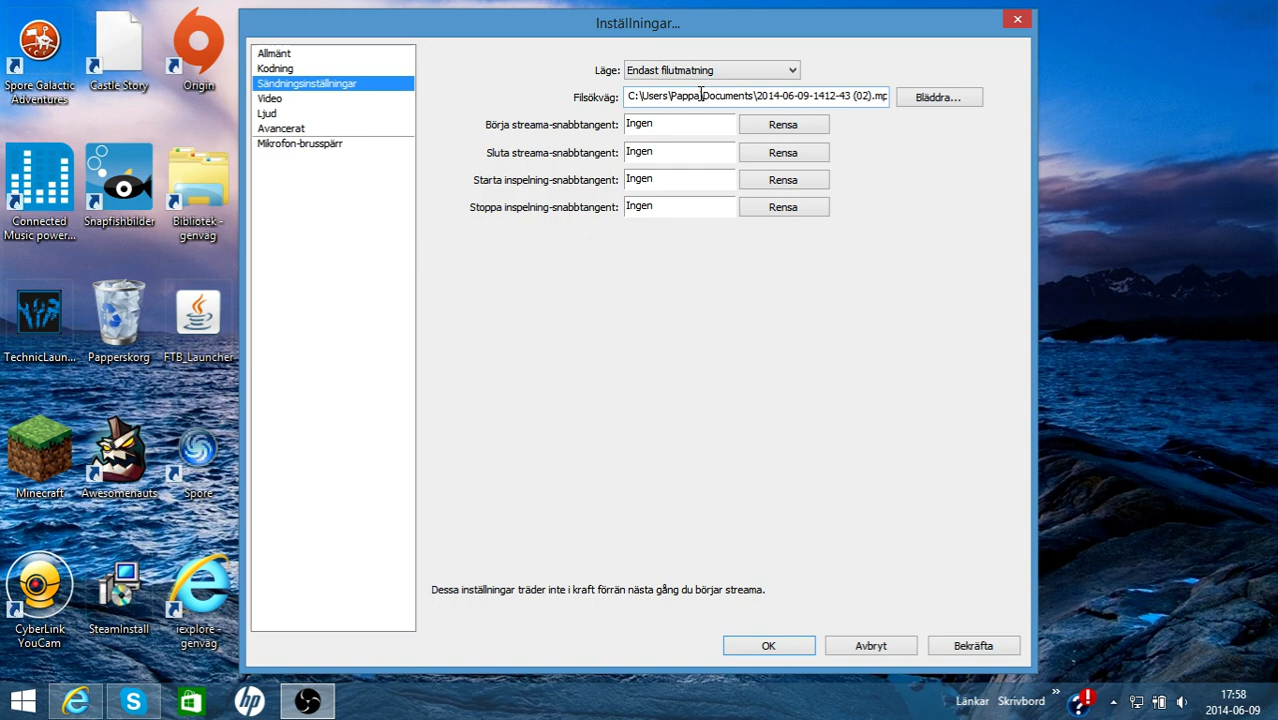 Inställningar...
Spore Galactic Adventures
Castle Story
Origin
Connected Music power...
Snapfishbilder
Bibliotek - genväg
TechnicLaun...
Papperskorg
FTB_Launcher
Minecraft
Awesomenauts
Spore
CyberLink YouCam
SteamInstall
iexplore - genväg
Allmänt
Kodning
Sändningsinställningar
Video
Ljud
Avancerat
Mikrofon-brusspärr
Läge: Endast filutmatning
Filsökväg: C:\Users\Pappa\Documents\2014-06-09-1412-43 (02).mp Bläddra...
Börja streama-snabbtangent: Ingen Rensa
Sluta streama-snabbtangent: Ingen Rensa
Starta inspelning-snabbtangent: Ingen Rensa
Stoppa inspelning-snabbtangent: Ingen Rensa
Dessa inställningar träder inte i kraft förrän nästa gång du börjar streama.
OK Avbryt Bekräfta
hp
Länkar Skrivbord
17:58
2014-06-09